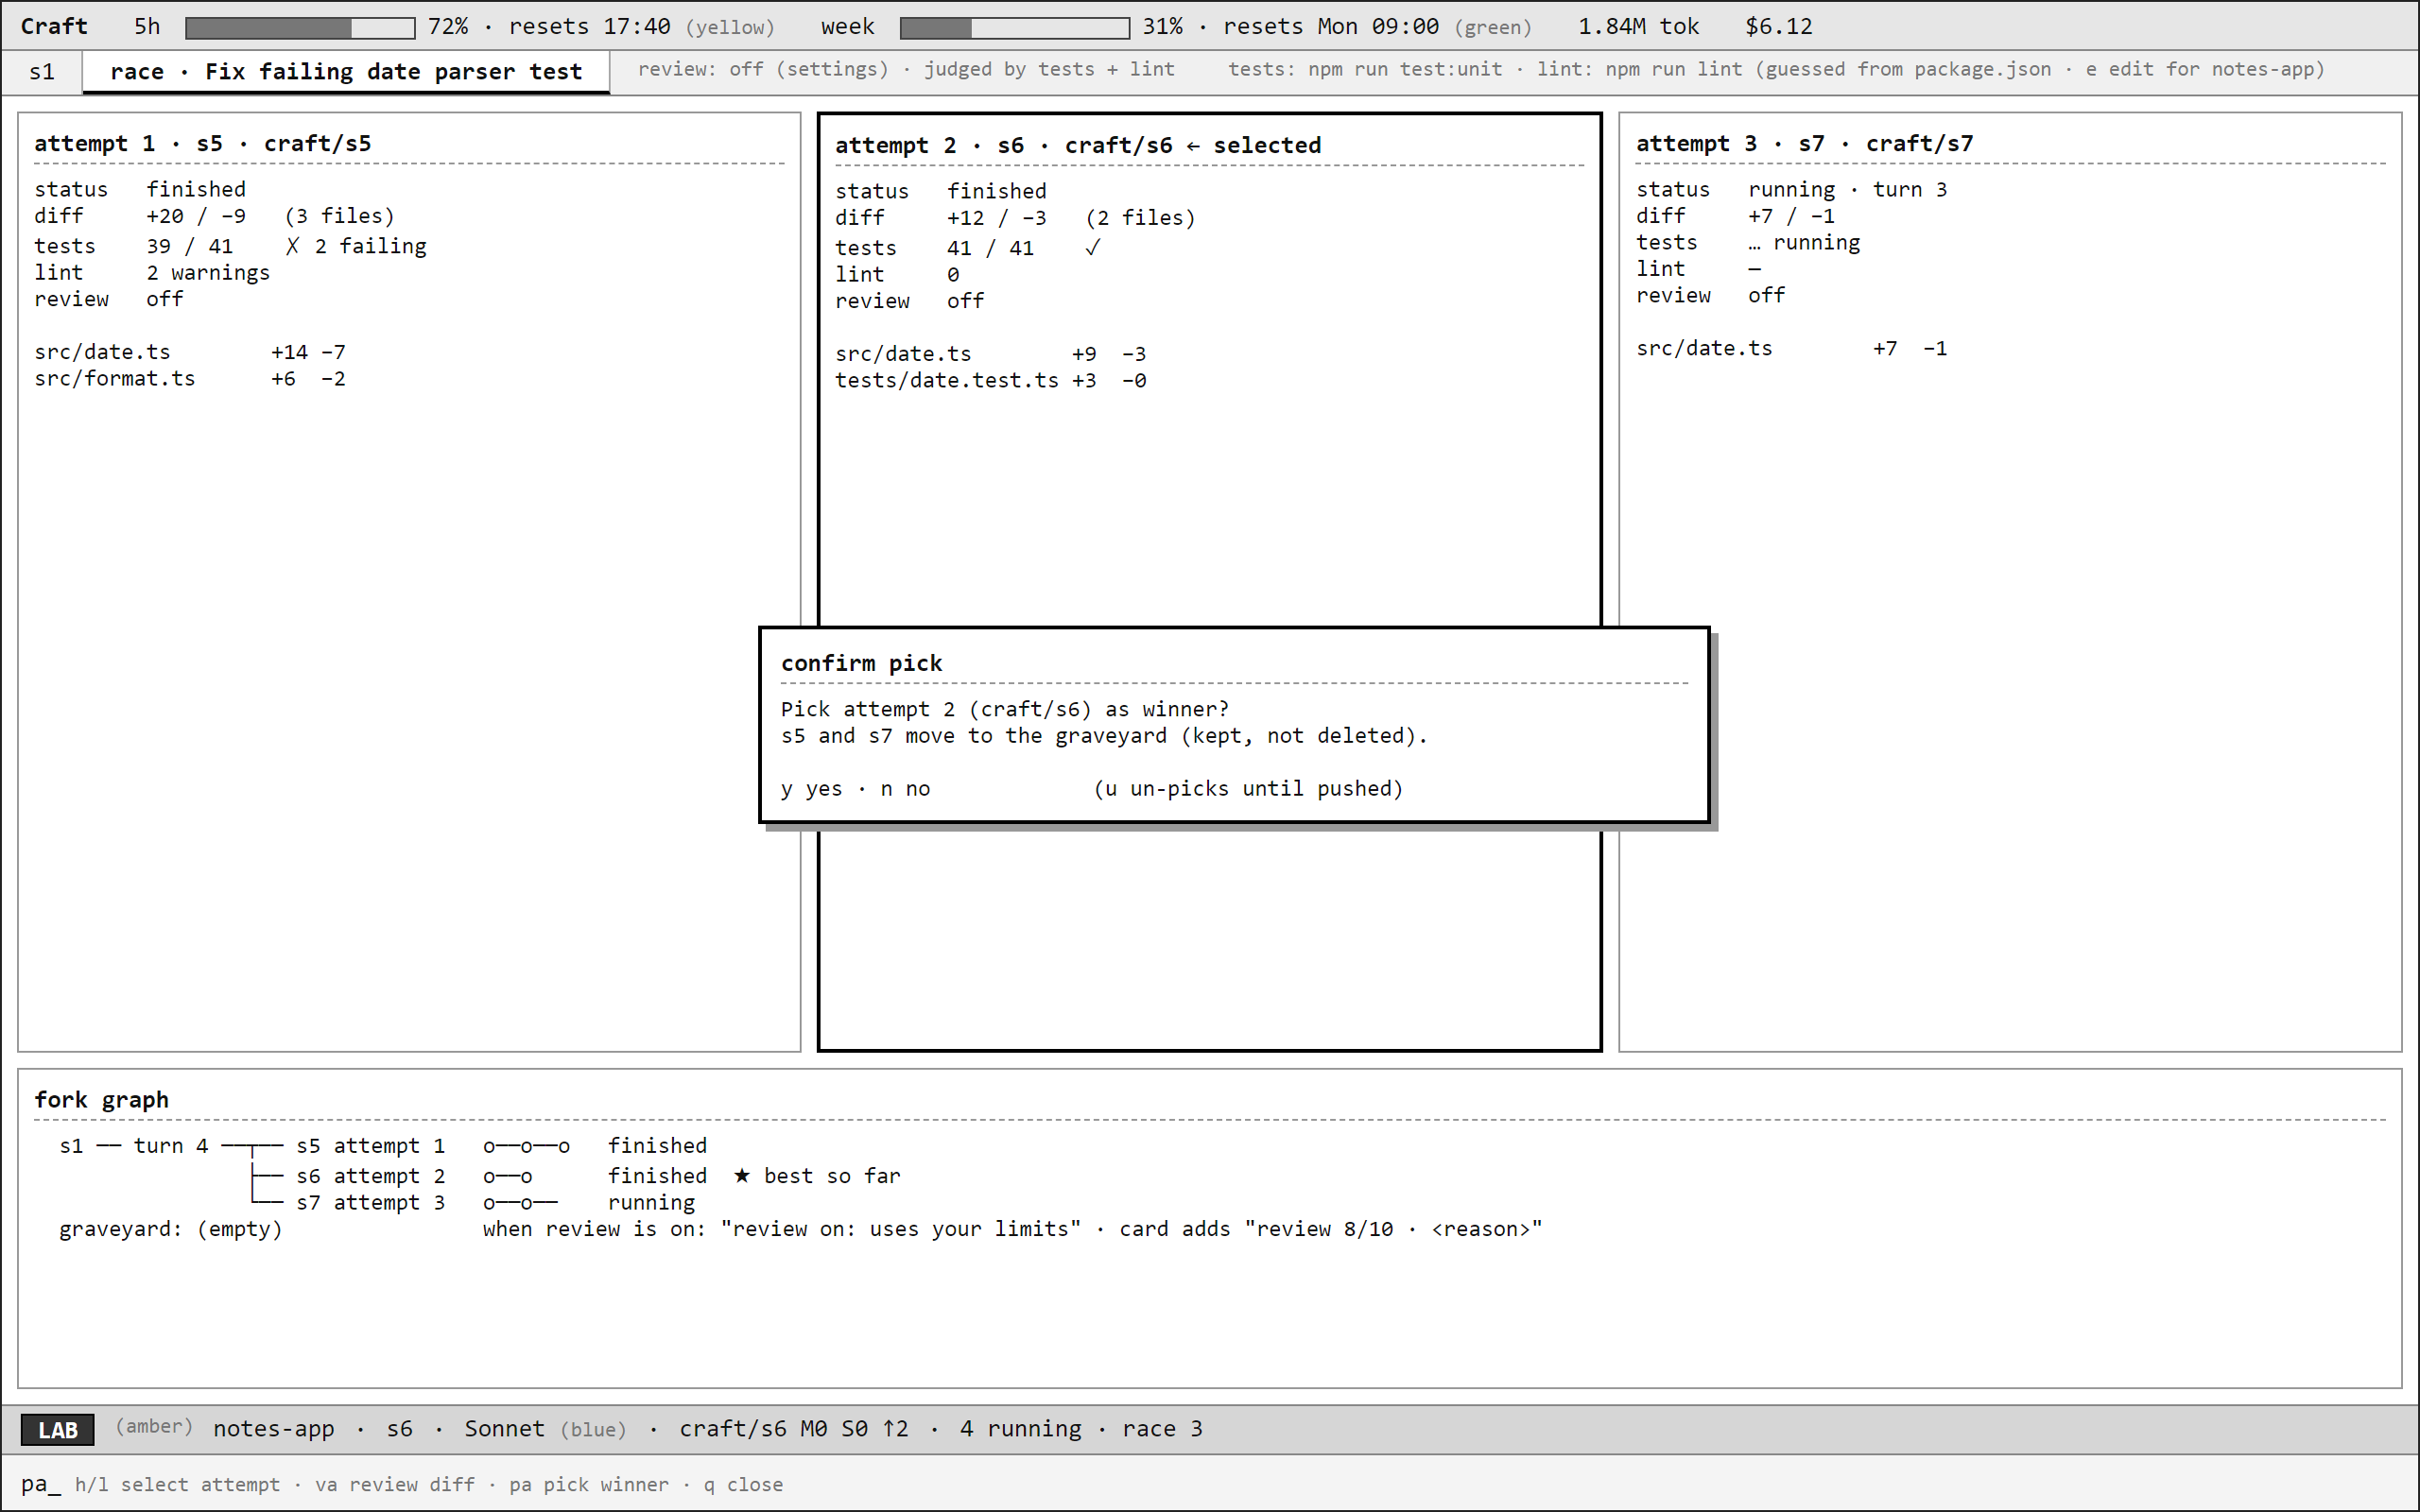 Craft 5h 72% · resets 17:40 (yellow) week 31% · resets Mon 09:00 (green) 1.84M tok $6.12
s1 race · Fix failing date parser test review: off (settings) · judged by tests + lint tests: npm run test:unit · lint: npm run lint (guessed from package.json · e edit for notes-app)
attempt 1 · s5 · craft/s5
status finished
diff +20 / −9 (3 files)
tests 39 / 41 ✗ 2 failing
lint 2 warnings
review off
src/date.ts +14 −7
src/format.ts +6 −2
attempt 2 · s6 · craft/s6 ← selected
status finished
diff +12 / −3 (2 files)
tests 41 / 41 ✓
lint 0
review off
src/date.ts +9 −3
tests/date.test.ts +3 −0
attempt 3 · s7 · craft/s7
status running · turn 3
diff +7 / −1
tests … running
lint —
review off
src/date.ts +7 −1
confirm pick
Pick attempt 2 (craft/s6) as winner?
s5 and s7 move to the graveyard (kept, not deleted).
y yes · n no (u un-picks until pushed)
fork graph
s1 ── turn 4 ──┬── s5 attempt 1 o──o──o finished
├── s6 attempt 2 o──o finished ★ best so far
└── s7 attempt 3 o──o── running
graveyard: (empty) when review is on: "review on: uses your limits" · card adds "review 8/10 · <reason>"
LAB (amber) notes-app · s6 · Sonnet (blue) · craft/s6 M0 S0 ↑2 · 4 running · race 3
pa_ h/l select attempt · va review diff · pa pick winner · q close